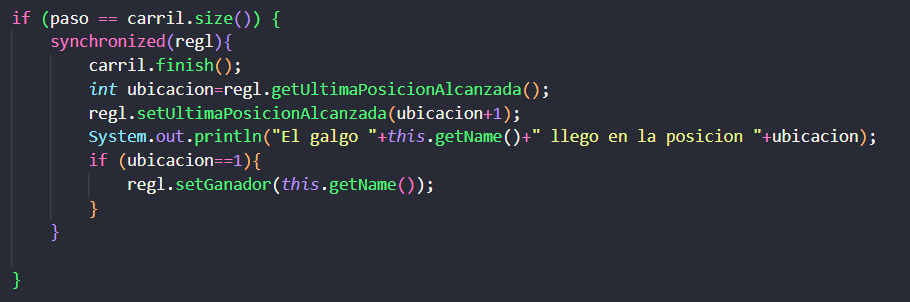 if (paso == carril.size()) {
synchronized(regl){
carril.finish();
int ubicacion=regl.getUltimaPosicionAlcanzada();
regl.setUltimaPosicionAlcanzada(ubicacion+1);
System.out.println("El galgo "+this.getName()+" llego en la posicion "+ubicacion);
if (ubicacion==1){
regl.setGanador(this.getName());
}
}
}